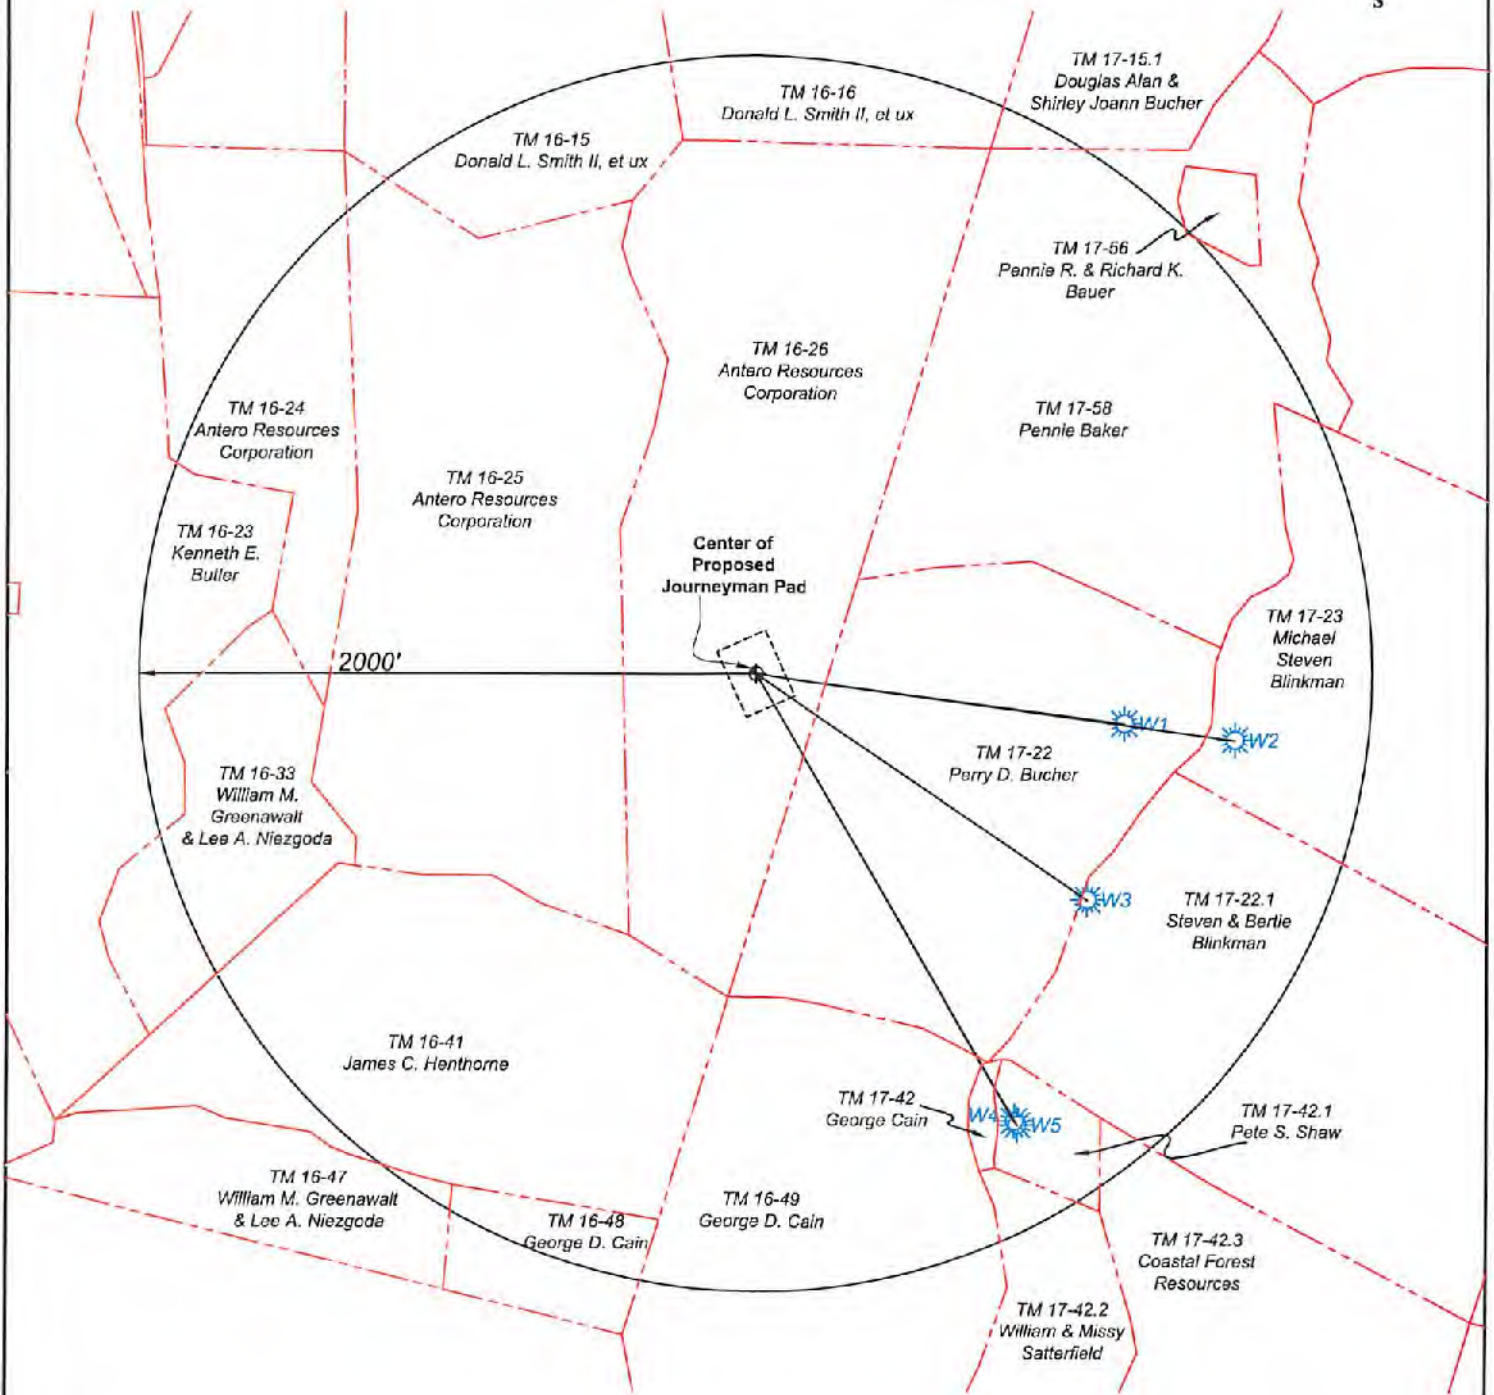 S
TM 17-15.1
Douglas Alan &
Shirley Joann Bucher
TM 16-16
Donald L. Smith II, et ux
TM 16-15
Donald L. Smith II, et ux
TM 17-56
Pennie R. & Richard K.
Bauer
TM 16-26
Antero Resources
Corporation
TM 16-24
Antero Resources
Corporation
TM 17-58
Pennie Baker
TM 16-25
Antero Resources
Corporation
TM 16-23
Kenneth E.
Butler
Center of
Proposed
Journeyman Pad
TM 17-23
Michael
Steven
Blinkman
2000'
W1
W2
TM 17-22
Perry D. Bucher
TM 16-33
William M.
Greenawalt
& Lee A. Niezgoda
W3
TM 17-22.1
Steven & Bertie
Blinkman
TM 16-41
James C. Henthorne
TM 17-42
George Cain
W4
W5
TM 17-42.1
Pete S. Shaw
TM 16-47
William M. Greenawalt
& Lee A. Niezgoda
TM 16-48
George D. Cain
TM 16-49
George D. Cain
TM 17-42.3
Coastal Forest
Resources
TM 17-42.2
William & Missy
Satterfield